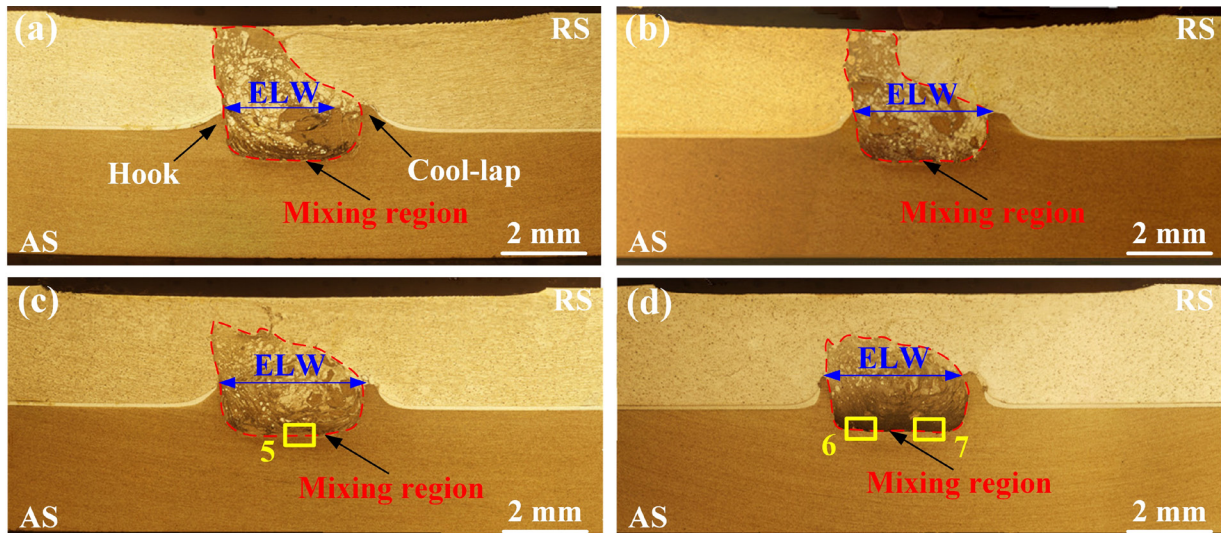 (a)
RS
ELW
Hook
Cool-lap
Mixing region
AS
2 mm
(b)
RS
ELW
Mixing region
AS
2 mm
(c)
RS
ELW
5
Mixing region
AS
2 mm
(d)
RS
ELW
6
7
Mixing region
AS
2 mm